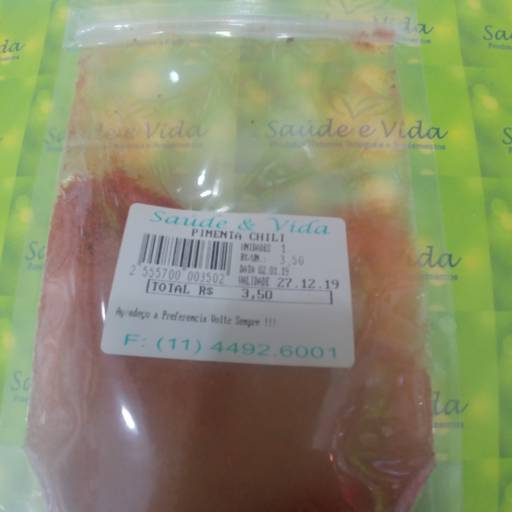 Saúde e Vida
Saúde e Vida
Saude & Vida
PIMENTA CHILI
UNIDADES 1
R$/UN. 3,50
DATA 02.01.19
2 555700 003502 VALIDADE 27.12.19
TOTAL R$ 3,50
Agradeço a Preferencia Volte Sempre !!!
F: (11) 4492.6001